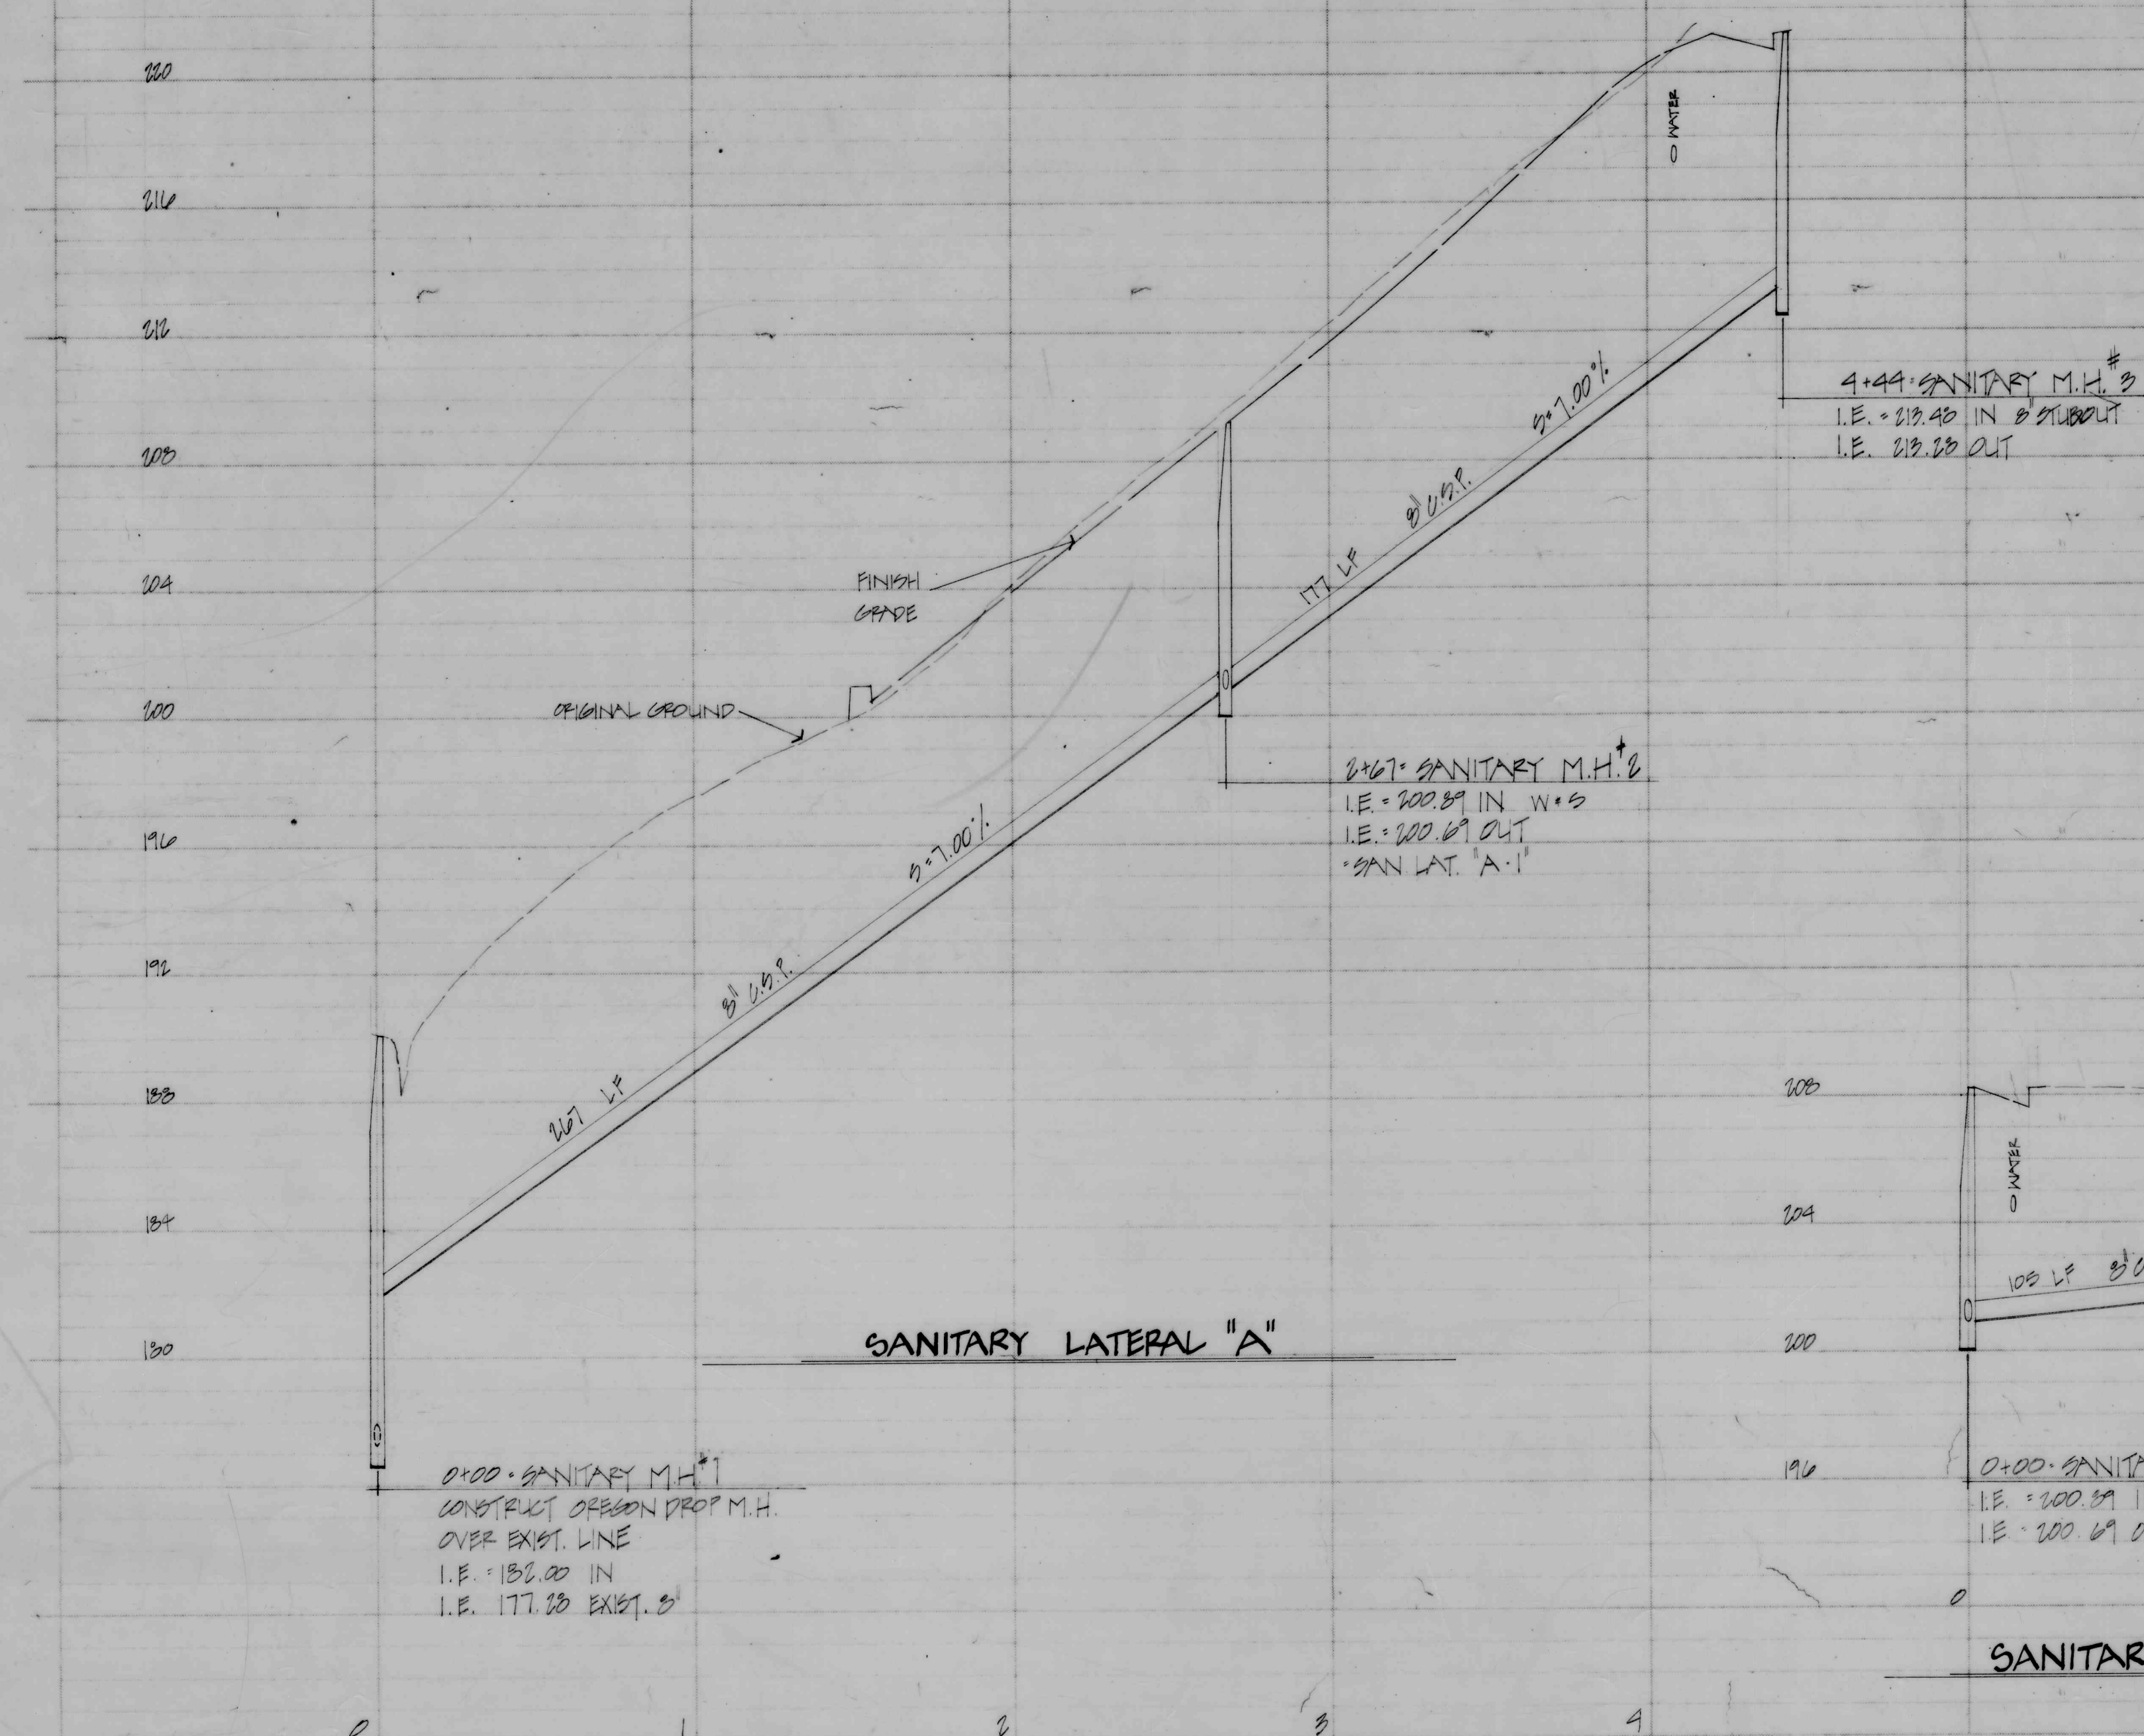 220
216
212
208
204
200
196
192
188
184
180
O WATER
4+44=SANITARY M.H.#3
I.E. = 213.48 IN 8" STUBOUT
I.E. 213.28 OUT
S=7.00%
8" C.S.P.
177 LF
FINISH
GRADE
ORIGINAL GROUND
2+67= SANITARY M.H.#2
I.E. = 200.89 IN W & S
I.E. = 200.69 OUT
=SAN. LAT. "A-1"
S=7.00%
8" C.S.P.
267 LF
SANITARY LATERAL "A"
0+00=SANITARY M.H.#1
CONSTRUCT OREGON DROP M.H.
OVER EXIST. LINE
I.E. = 182.00 IN
I.E. 177.28 EXIST. 8"
0 1 2 3 4
208
204
200
196
O WATER
105 LF 8" C
0+00=SANITA
I.E. = 200.89 I
I.E. = 200.69 O
0
SANITAR